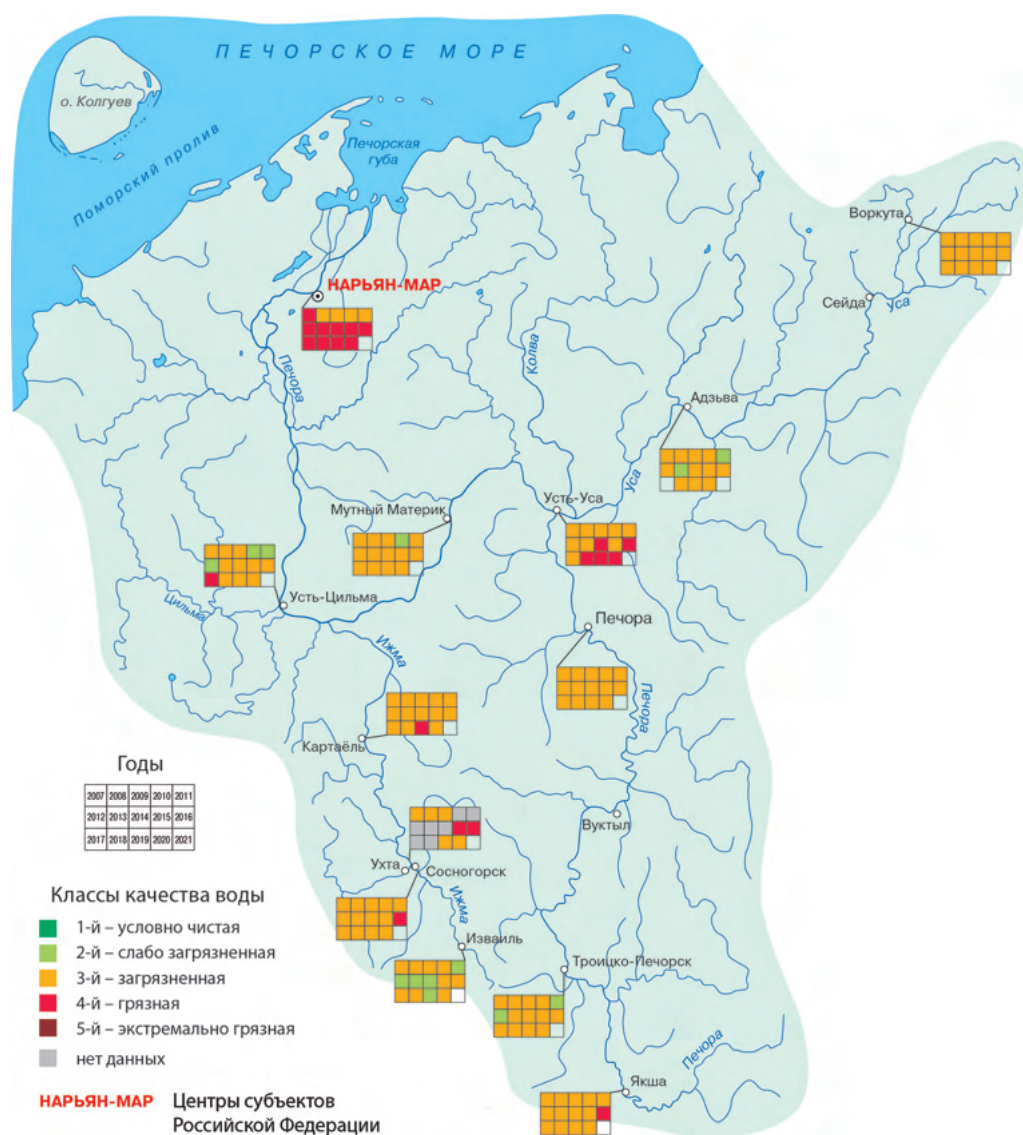 ПЕЧОРСКОЕ МОРЕ
о. Колгуев
Печорская
губа
Поморский пролив
Воркута
НАРЬЯН-МАР
Сейда
Уса
Колва
Печора
Адзьва
Уса
Усть-Уса
Мутный Материк
Усть-Цильма
Цильма
Печора
Ижма
Печора
Картаёль
Годы
2007 2008 2009 2010 2011
2012 2013 2014 2015 2016
2017 2018 2019 2020 2021
Вуктыл
Ухта
Сосногорск
Ижма
Классы качества воды
1-й – условно чистая
2-й – слабо загрязненная
3-й – загрязненная
4-й – грязная
5-й – экстремально грязная
нет данных
Изваиль
Троицко-Печорск
Печора
Якша
НАРЬЯН-МАР Центры субъектов
Российской Федерации